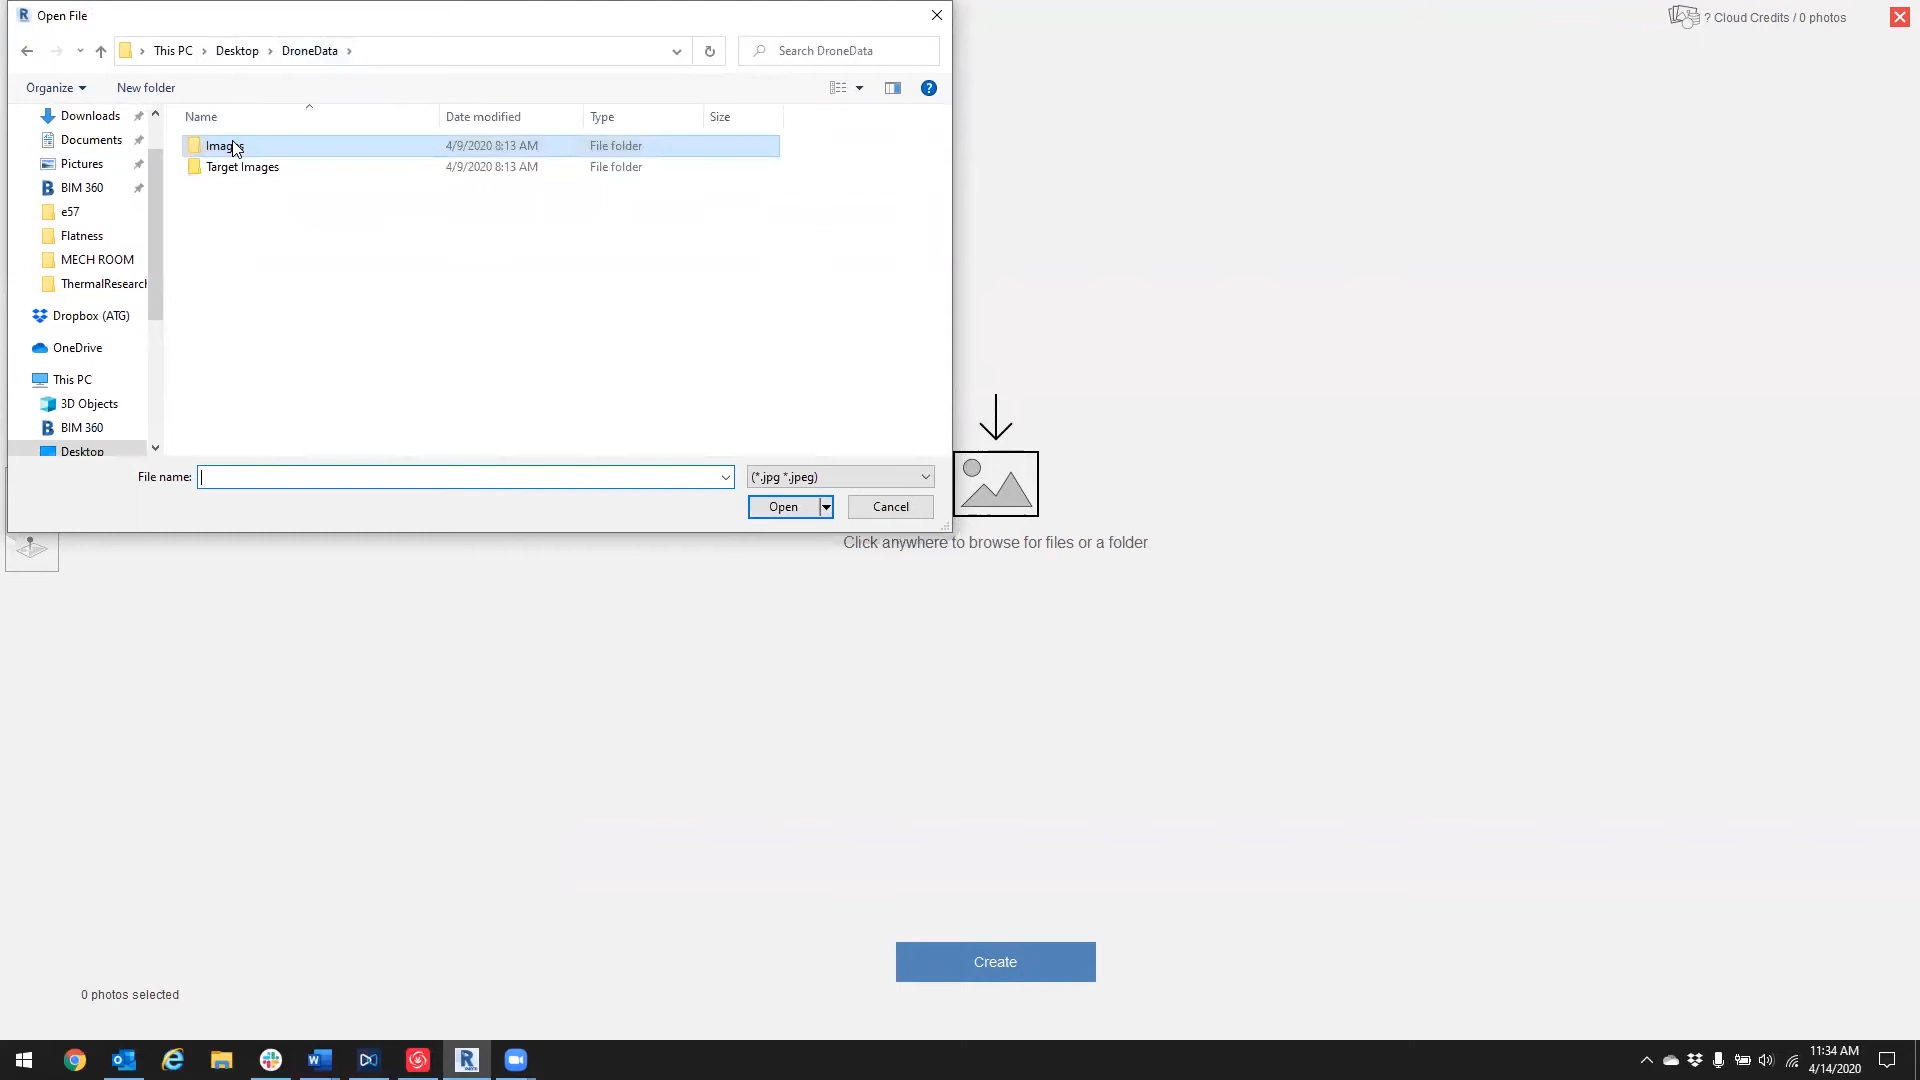 Open File
? Cloud Credits / 0 photos
This PC > Desktop > DroneData >
Search DroneData
Organize
New folder
Name
Date modified
Type
Size
Images
4/9/2020 8:13 AM
File folder
Target Images
4/9/2020 8:13 AM
File folder
Downloads
Documents
Pictures
BIM 360
e57
Flatness
MECH ROOM
ThermalResearch
Dropbox (ATG)
OneDrive
This PC
3D Objects
BIM 360
Desktop
File name:
(*.jpg *.jpeg)
Open
Cancel
Click anywhere to browse for files or a folder
Create
0 photos selected
11:34 AM
4/14/2020